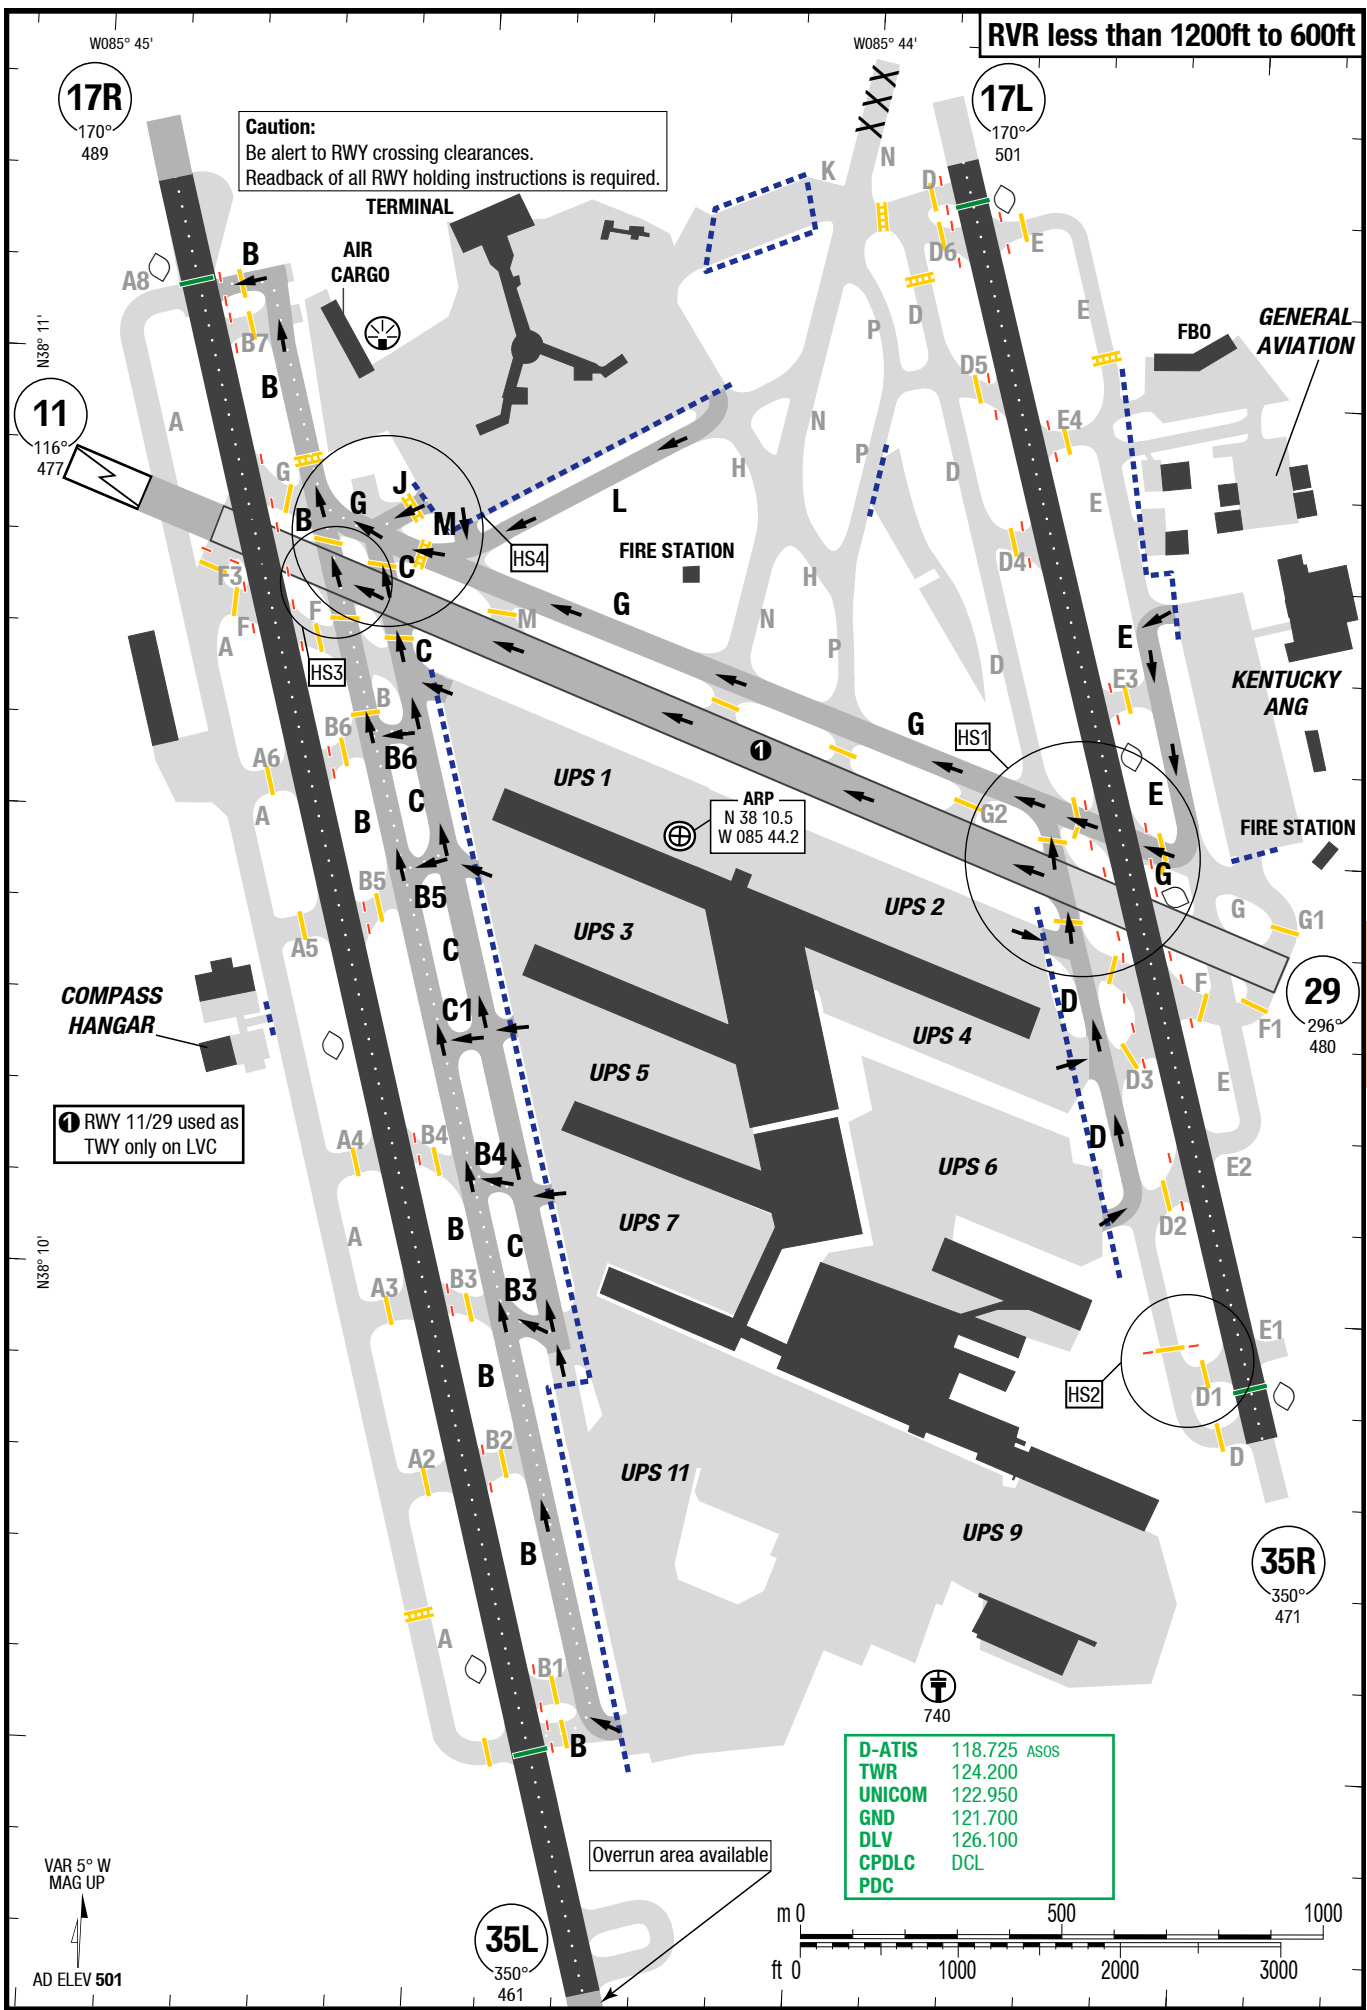 RVR less than 1200ft to 600ft
W085° 45'
W085° 44'
17R
170°
489
17L
170°
501
Caution:
Be alert to RWY crossing clearances.
Readback of all RWY holding instructions is required.
TERMINAL
AIR
CARGO
K
N
D
D6
E
A8
B
B7
B
N38° 11'
P
D
E
FBO
GENERAL
AVIATION
D5
11
116°
477
A
E4
N
P
H
D
G
J
G
B
M
L
E
HS4
C
FIRE STATION
D4
F3
F
F
A
M
G
H
N
P
D
E
HS3
C
E3
KENTUCKY
ANG
B
B6
B6
A6
A
C
B
UPS 1
1
G
HS1
ARP
N 38 10.5
W 085 44.2
G2
E
FIRE STATION
B5
B5
G
UPS 2
G
G1
A5
C
UPS 3
COMPASS
HANGAR
C1
D
F
F1
29
296°
480
UPS 4
UPS 5
D3
E
1 RWY 11/29 used as
TWY only on LVC
A4
B4
B4
D
UPS 6
E2
A
B
C
UPS 7
D2
N38° 10'
A3
B3
B3
E1
B
HS2
D1
A2
B2
UPS 11
D
UPS 9
B
35R
350°
471
A
B1
B
740
D-ATIS 118.725 ASOS
TWR 124.200
UNICOM 122.950
GND 121.700
DLV 126.100
CPDLC DCL
PDC
Overrun area available
VAR 5° W
MAG UP
AD ELEV 501
35L
350°
461
m 0 500 1000
ft 0 1000 2000 3000